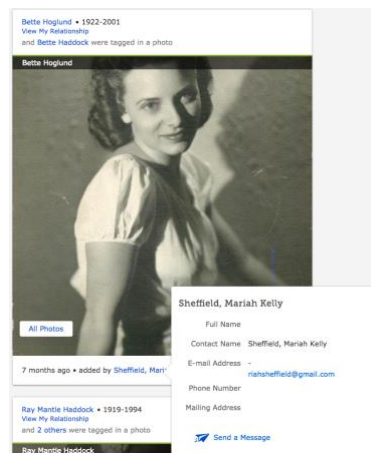 Bette Hoglund • 1922-2001
View My Relationship
and Bette Haddock were tagged in a photo
Bette Hoglund
All Photos
7 months ago • added by Sheffield, Mari
Sheffield, Mariah Kelly
Full Name
Contact Name Sheffield, Mariah Kelly
E-mail Address -
riahsheffield@gmail.com
Phone Number
Mailing Address
Send a Message
Ray Mantle Haddock • 1919-1994
View My Relationship
and 2 others were tagged in a photo
Ray Mantle Haddock